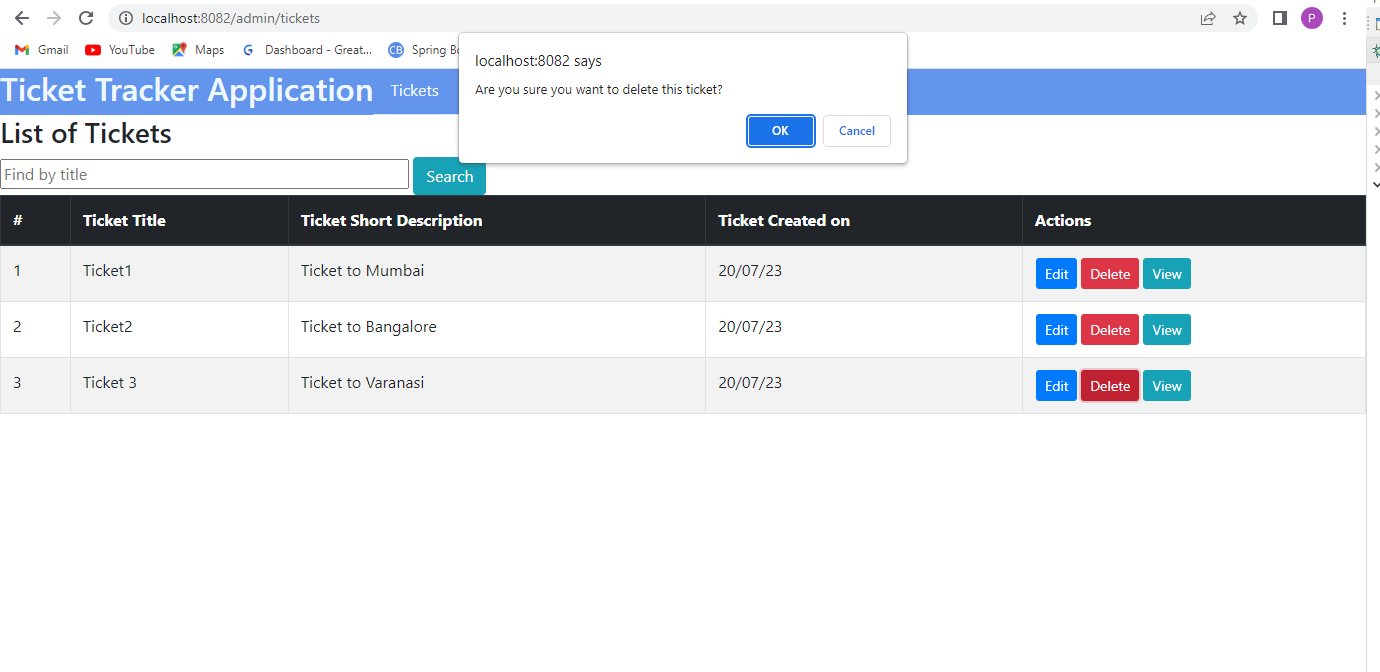 localhost:8082/admin/tickets
P
Gmail YouTube Maps G Dashboard - Great... CB Spring
localhost:8082 says
Are you sure you want to delete this ticket?
OK Cancel
Ticket Tracker Application Tickets
List of Tickets
Find by title Search
# Ticket Title Ticket Short Description Ticket Created on Actions
1 Ticket1 Ticket to Mumbai 20/07/23 Edit Delete View
2 Ticket2 Ticket to Bangalore 20/07/23 Edit Delete View
3 Ticket 3 Ticket to Varanasi 20/07/23 Edit Delete View